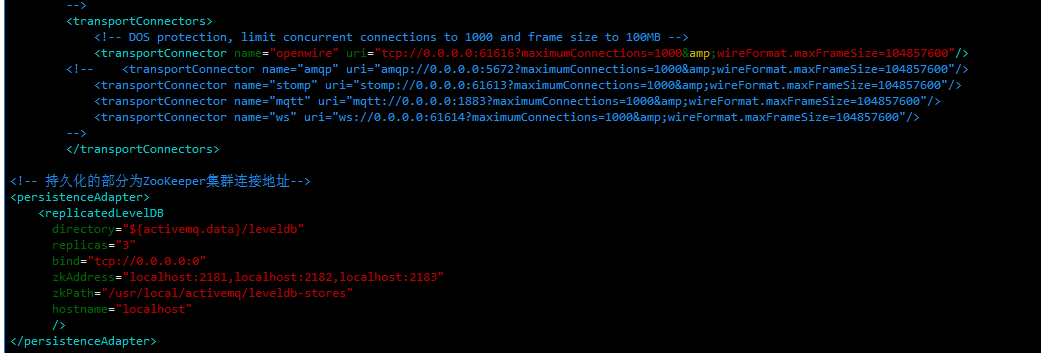 -->
<transportConnectors>
<!-- DOS protection, limit concurrent connections to 1000 and frame size to 100MB -->
<transportConnector name="openwire" uri="tcp://0.0.0.0:61616?maximumConnections=1000&amp;wireFormat.maxFrameSize=104857600"/>
<!-- <transportConnector name="amqp" uri="amqp://0.0.0.0:5672?maximumConnections=1000&amp;wireFormat.maxFrameSize=104857600"/>
<transportConnector name="stomp" uri="stomp://0.0.0.0:61613?maximumConnections=1000&amp;wireFormat.maxFrameSize=104857600"/>
<transportConnector name="mqtt" uri="mqtt://0.0.0.0:1883?maximumConnections=1000&amp;wireFormat.maxFrameSize=104857600"/>
<transportConnector name="ws" uri="ws://0.0.0.0:61614?maximumConnections=1000&amp;wireFormat.maxFrameSize=104857600"/>
-->
</transportConnectors>
<!-- 持久化的部分为ZooKeeper集群连接地址-->
<persistenceAdapter>
<replicatedLevelDB
directory="${activemq.data}/leveldb"
replicas="3"
bind="tcp://0.0.0.0:0"
zkAddress="localhost:2181,localhost:2182,localhost:2183"
zkPath="/usr/local/activemq/leveldb-stores"
hostname="localhost"
/>
</persistenceAdapter>